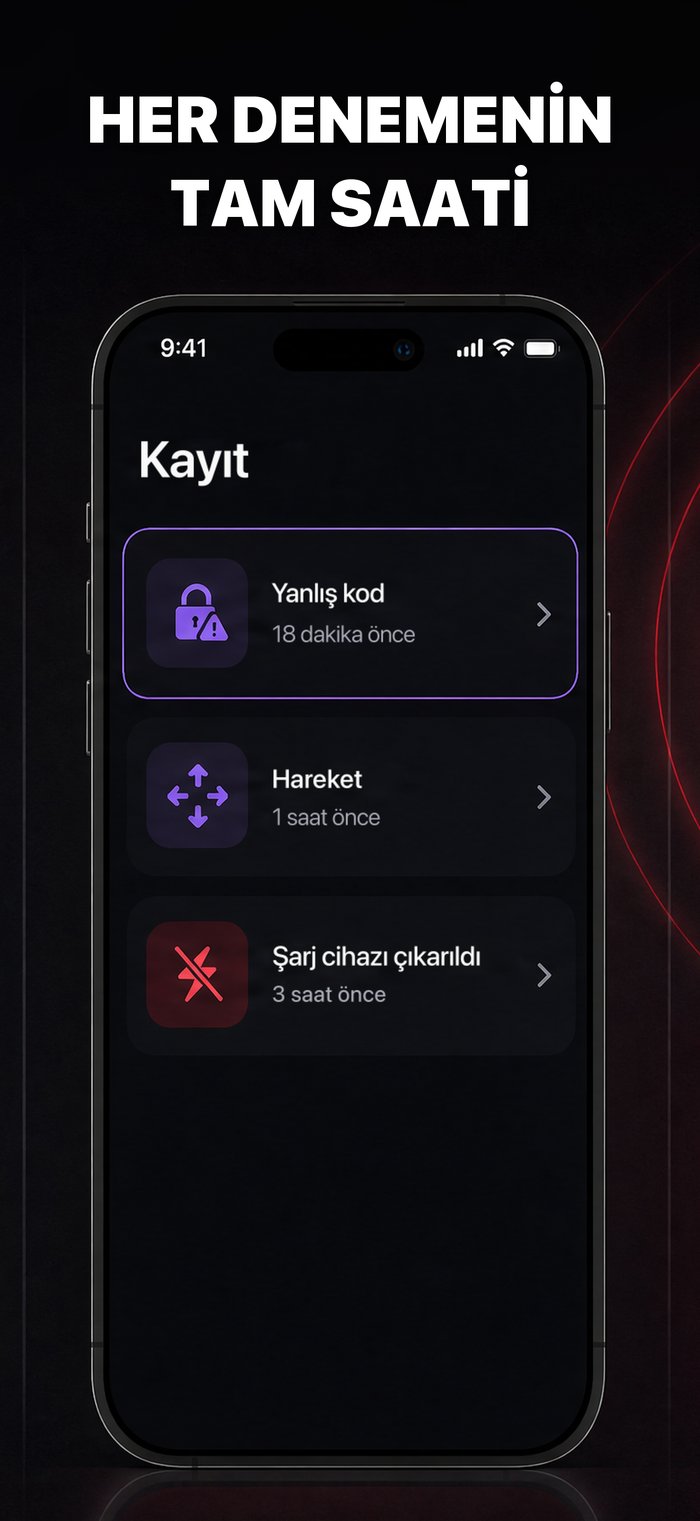 HER DENEMENİN
TAM SAATİ
9:41
Kayıt
Yanlış kod
18 dakika önce
Hareket
1 saat önce
Şarj cihazı çıkarıldı
3 saat önce